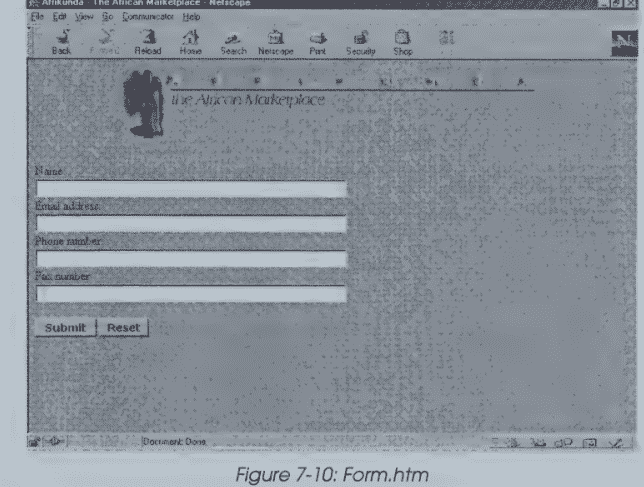 Afrikunda - The African Marketplace - Netscape
File Edit View Go Communicator Help
Back Forward Reload Home Search Netscape Print Security Shop
N
the African Marketplace
Name
Email address
Phone number
Fax number
Submit Reset
Document: Done
Figure 7-10: Form.htm